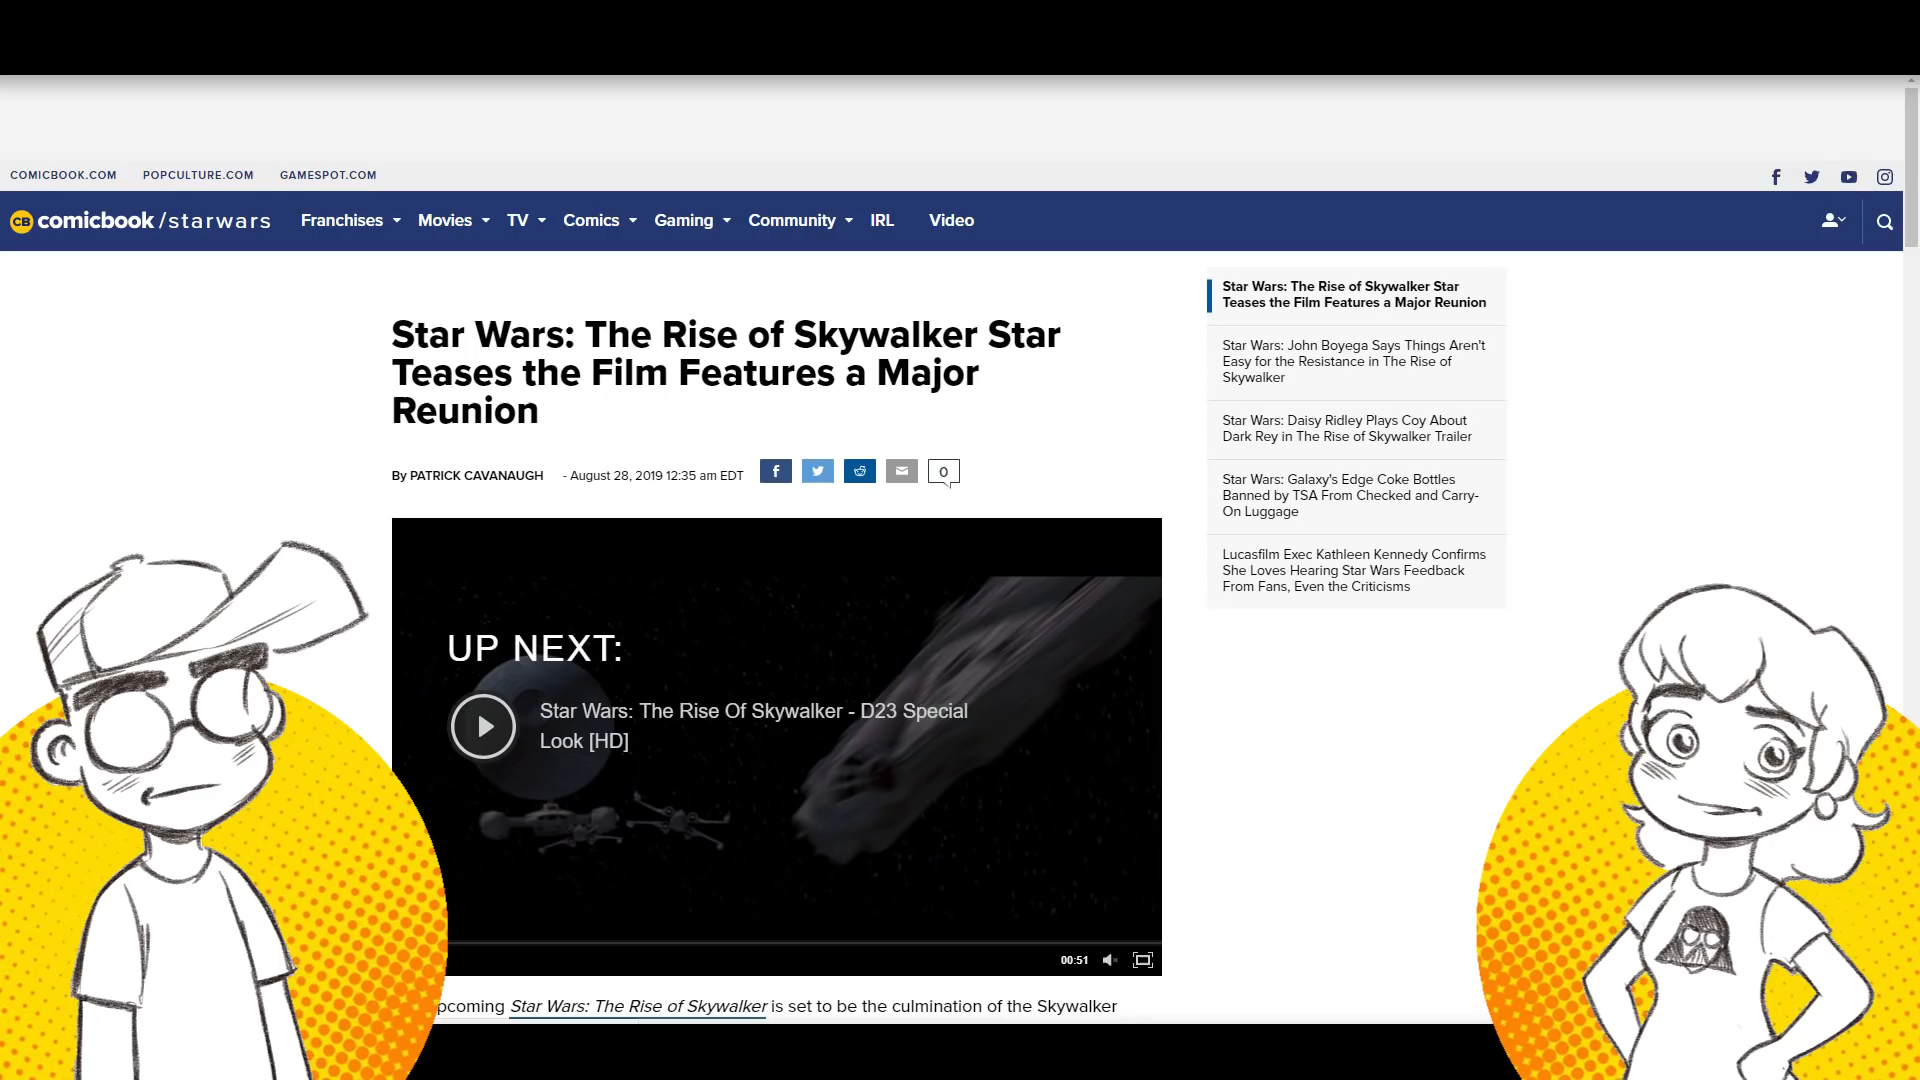 COMICBOOK.COM POPCULTURE.COM GAMESPOT.COM
CB comicbook/starwars Franchises Movies TV Comics Gaming Community IRL Video
Star Wars: The Rise of Skywalker Star
Teases the Film Features a Major
Reunion
By PATRICK CAVANAUGH - August 28, 2019 12:35 am EDT
0
UP NEXT:
Star Wars: The Rise Of Skywalker - D23 Special
Look [HD]
00:51
pcoming Star Wars: The Rise of Skywalker is set to be the culmination of the Skywalker
Star Wars: The Rise of Skywalker Star
Teases the Film Features a Major Reunion
Star Wars: John Boyega Says Things Aren't
Easy for the Resistance in The Rise of
Skywalker
Star Wars: Daisy Ridley Plays Coy About
Dark Rey in The Rise of Skywalker Trailer
Star Wars: Galaxy's Edge Coke Bottles
Banned by TSA From Checked and Carry-
On Luggage
Lucasfilm Exec Kathleen Kennedy Confirms
She Loves Hearing Star Wars Feedback
From Fans, Even the Criticisms